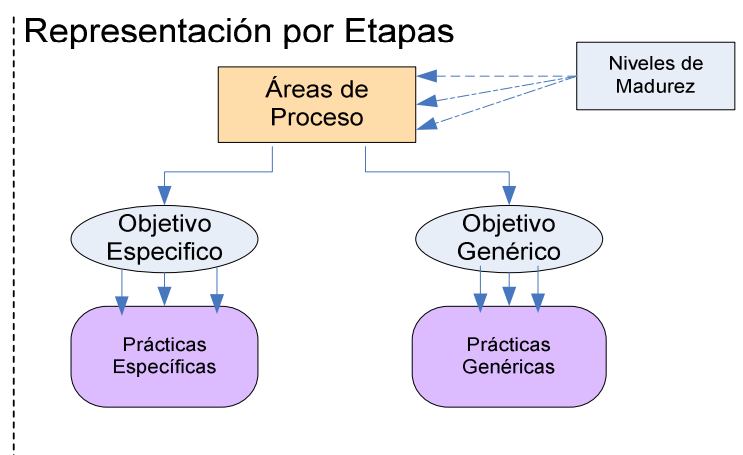 Representación por Etapas
Niveles de
Madurez
Áreas de
Proceso
Objetivo
Especifico
Objetivo
Genérico
Prácticas
Específicas
Prácticas
Genéricas